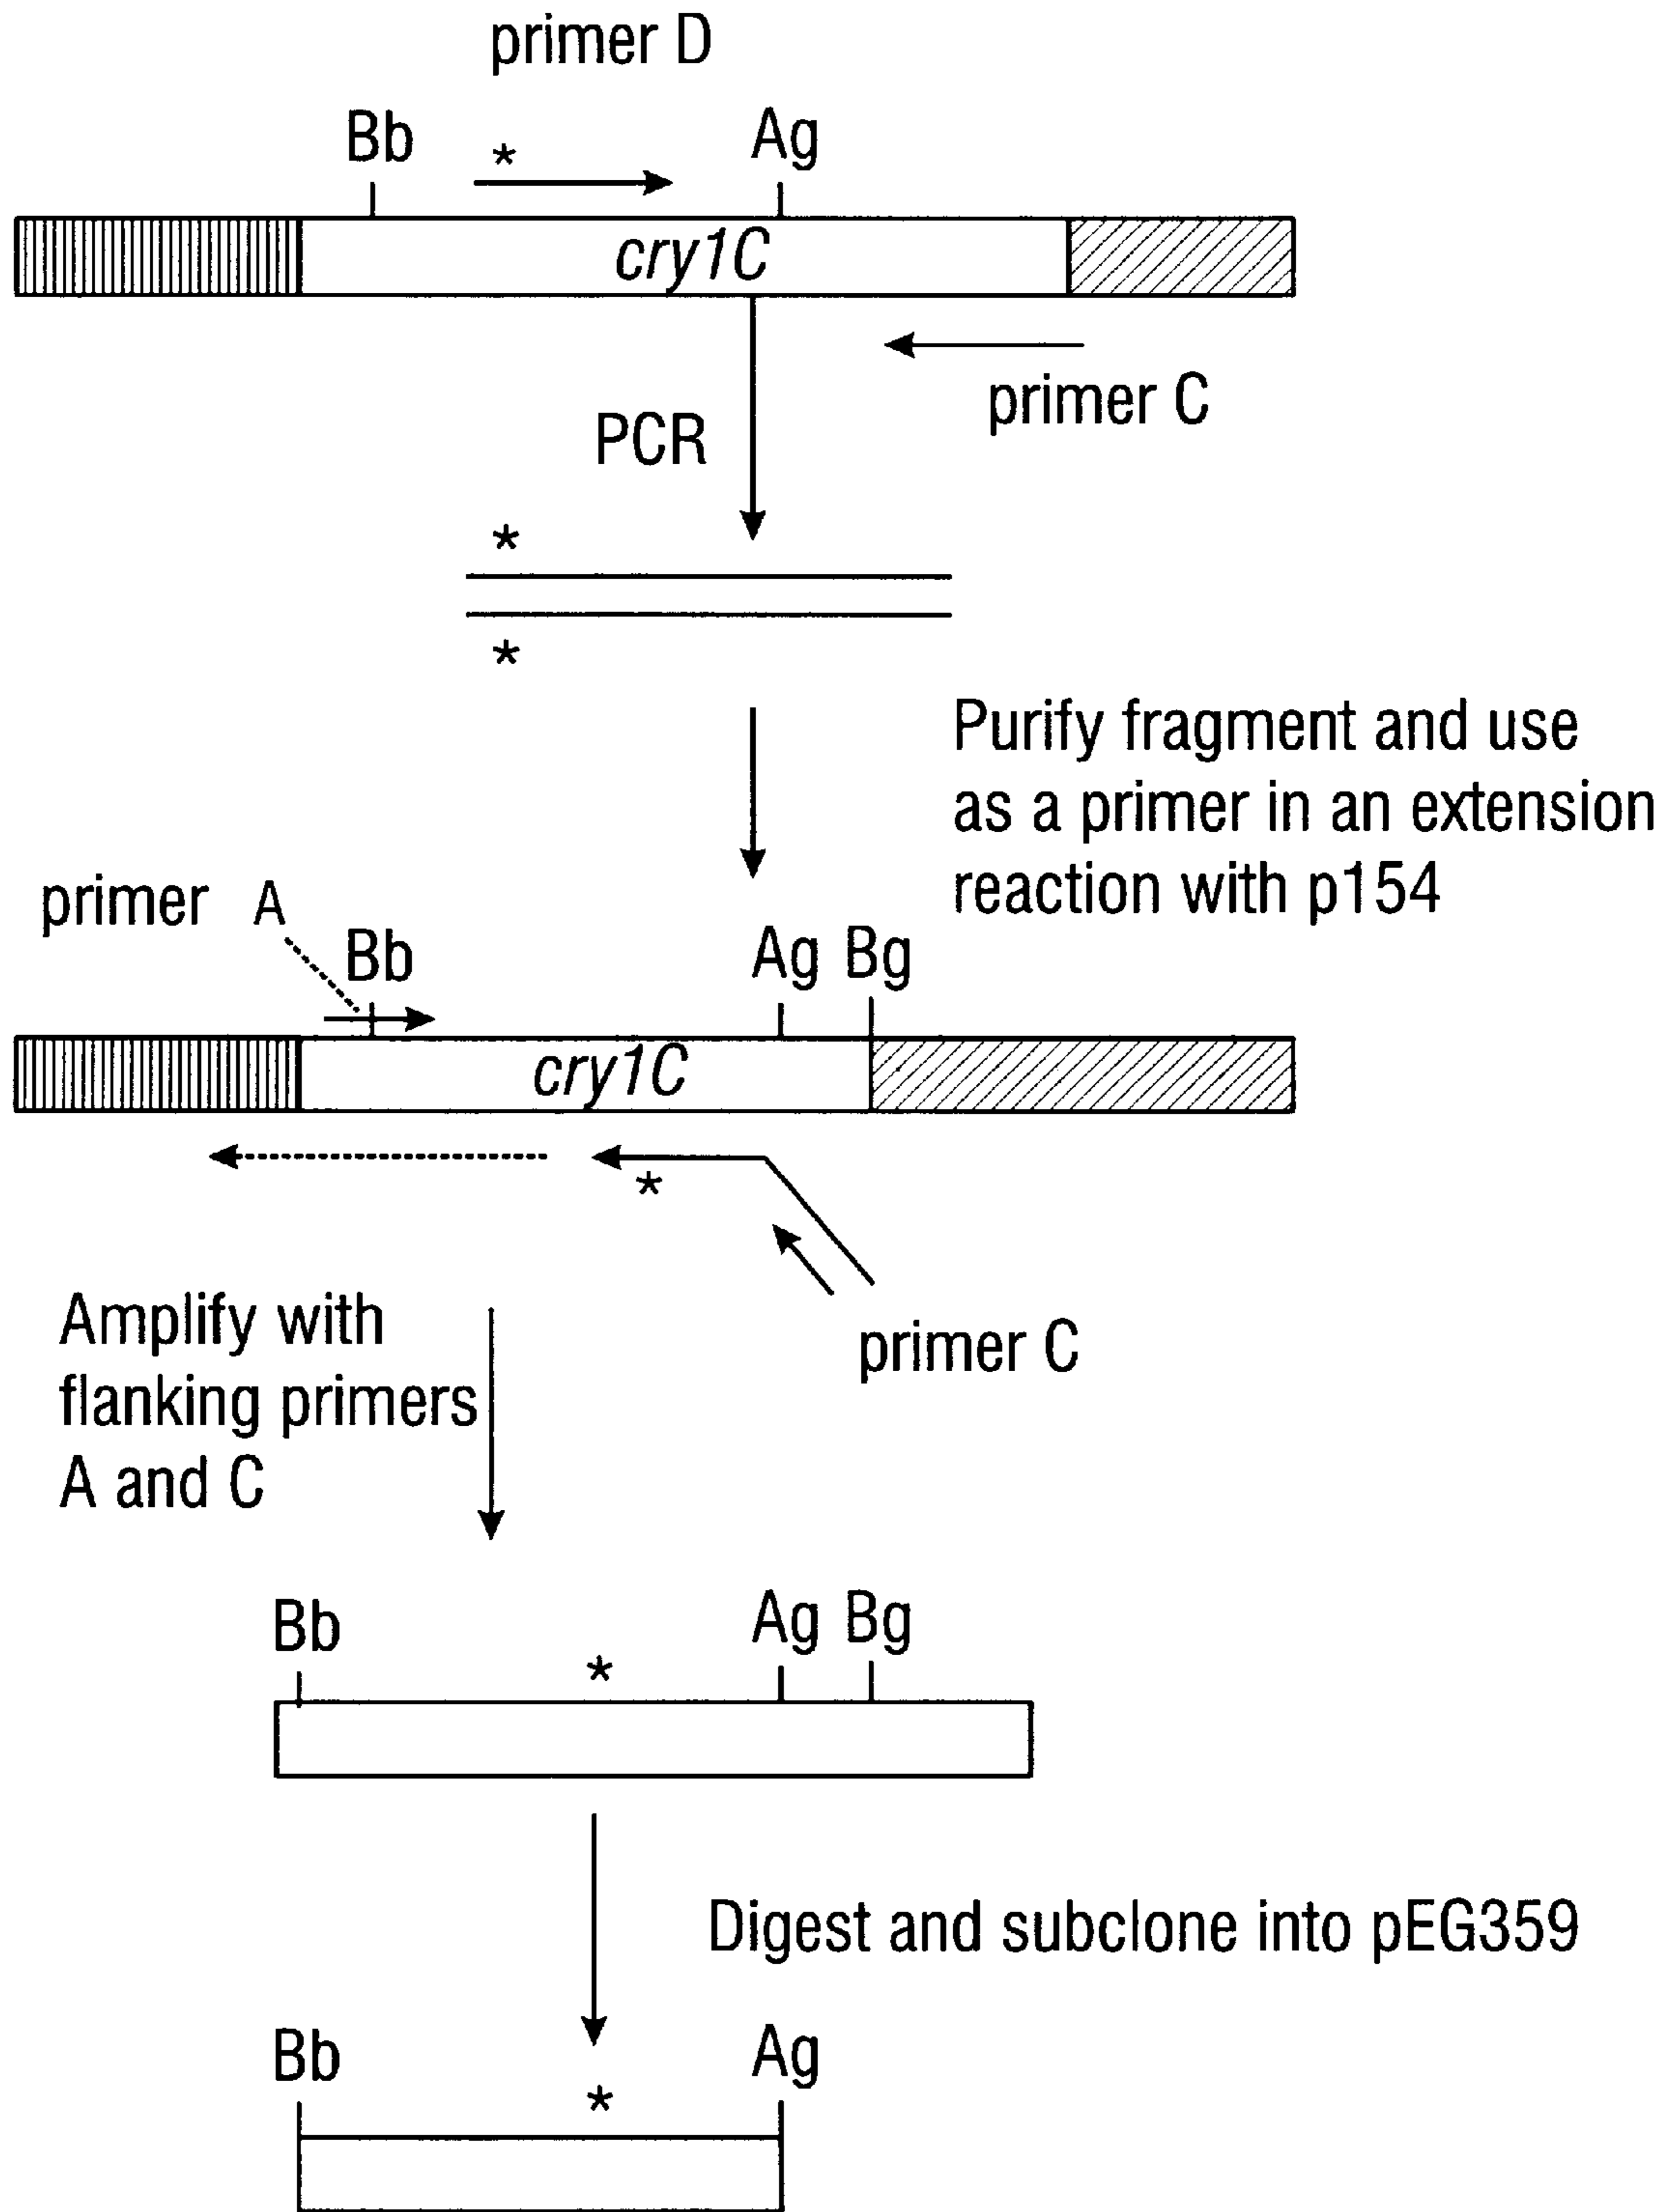 primer D
Bb
*
Ag
cry1C
primer C
PCR
*
*
Purify fragment and use
as a primer in an extension
reaction with p154
primer A
Bb
Ag Bg
cry1C
*
primer C
Amplify with
flanking primers
A and C
Bb
*
Ag Bg
Digest and subclone into pEG359
Bb
*
Ag